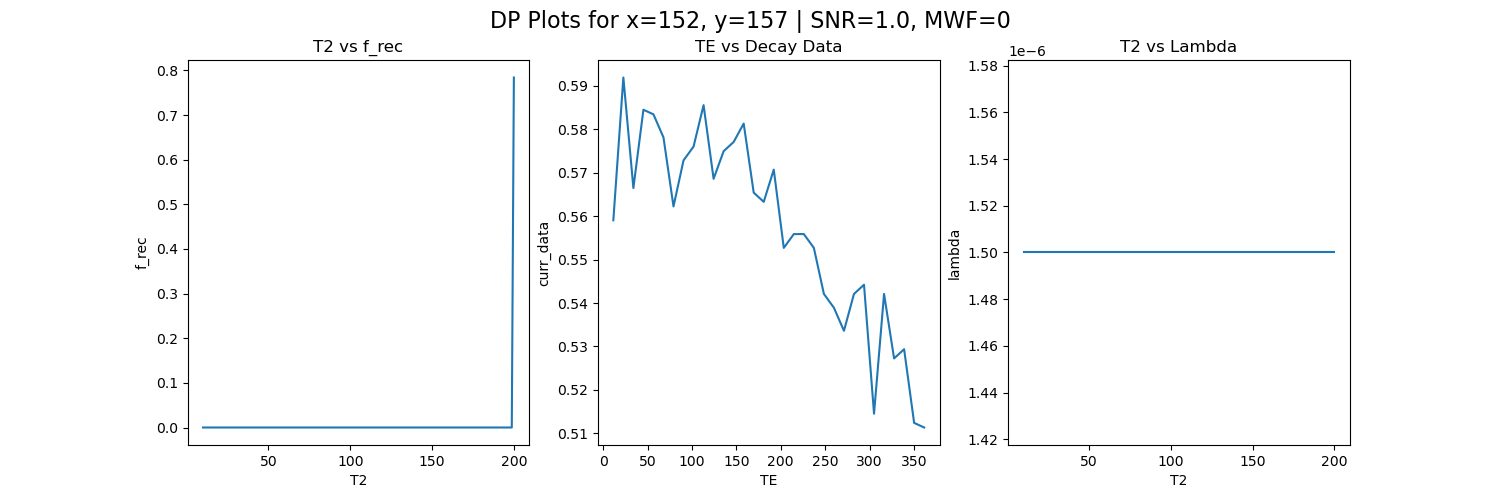 DP Plots for x=152, y=157 | SNR=1.0, MWF=0
T2 vs f_rec
0.8
0.7
0.6
0.5
0.4
0.3
0.2
0.1
0.0
f_rec
50 100 150 200
T2
TE vs Decay Data
0.59
0.58
0.57
0.56
0.55
0.54
0.53
0.52
0.51
curr_data
0 50 100 150 200 250 300 350
TE
T2 vs Lambda
1e−6
1.58
1.56
1.54
1.52
1.50
1.48
1.46
1.44
1.42
lambda
50 100 150 200
T2